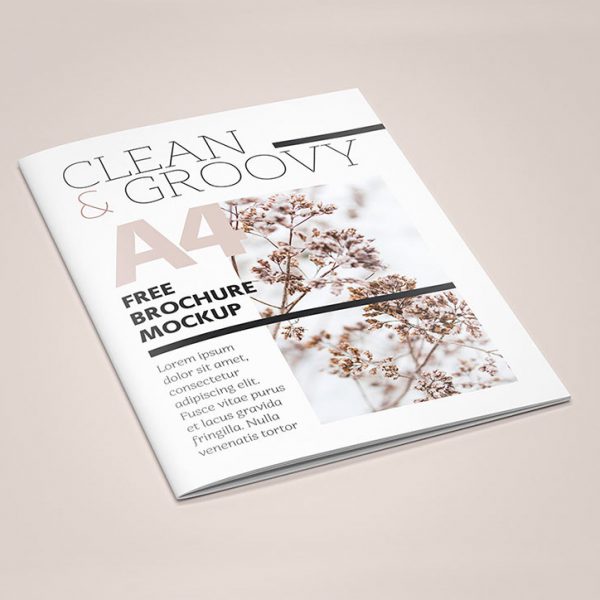 CLEAN
& GROOVY
A4
FREE
BROCHURE
MOCKUP
Lorem ipsum
dolor sit amet,
consectetur
adipiscing elit.
Fusce vitae purus
et lacus gravida
fringilla. Nulla
venenatis tortor